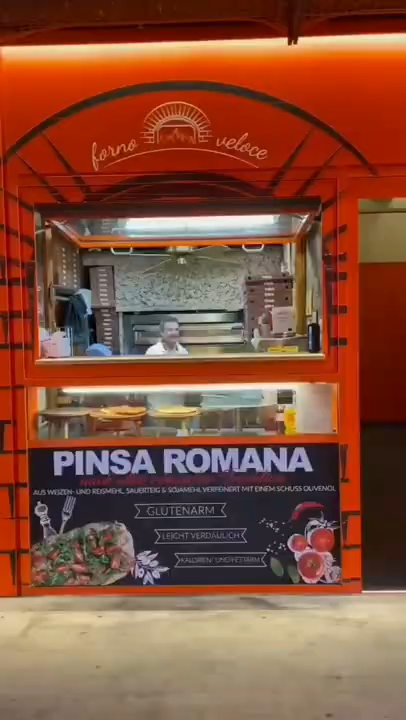 forno veloce
PINSA ROMANA
AUS WEIZEN- UND REISMEHL, SAUERTEIG & SOJAMEHL VERFEINERT MIT EINEM SCHUSS OLIVENÖL
GLUTENARM
LEICHT VERDAULICH
KALORIEN- UND FETTARM